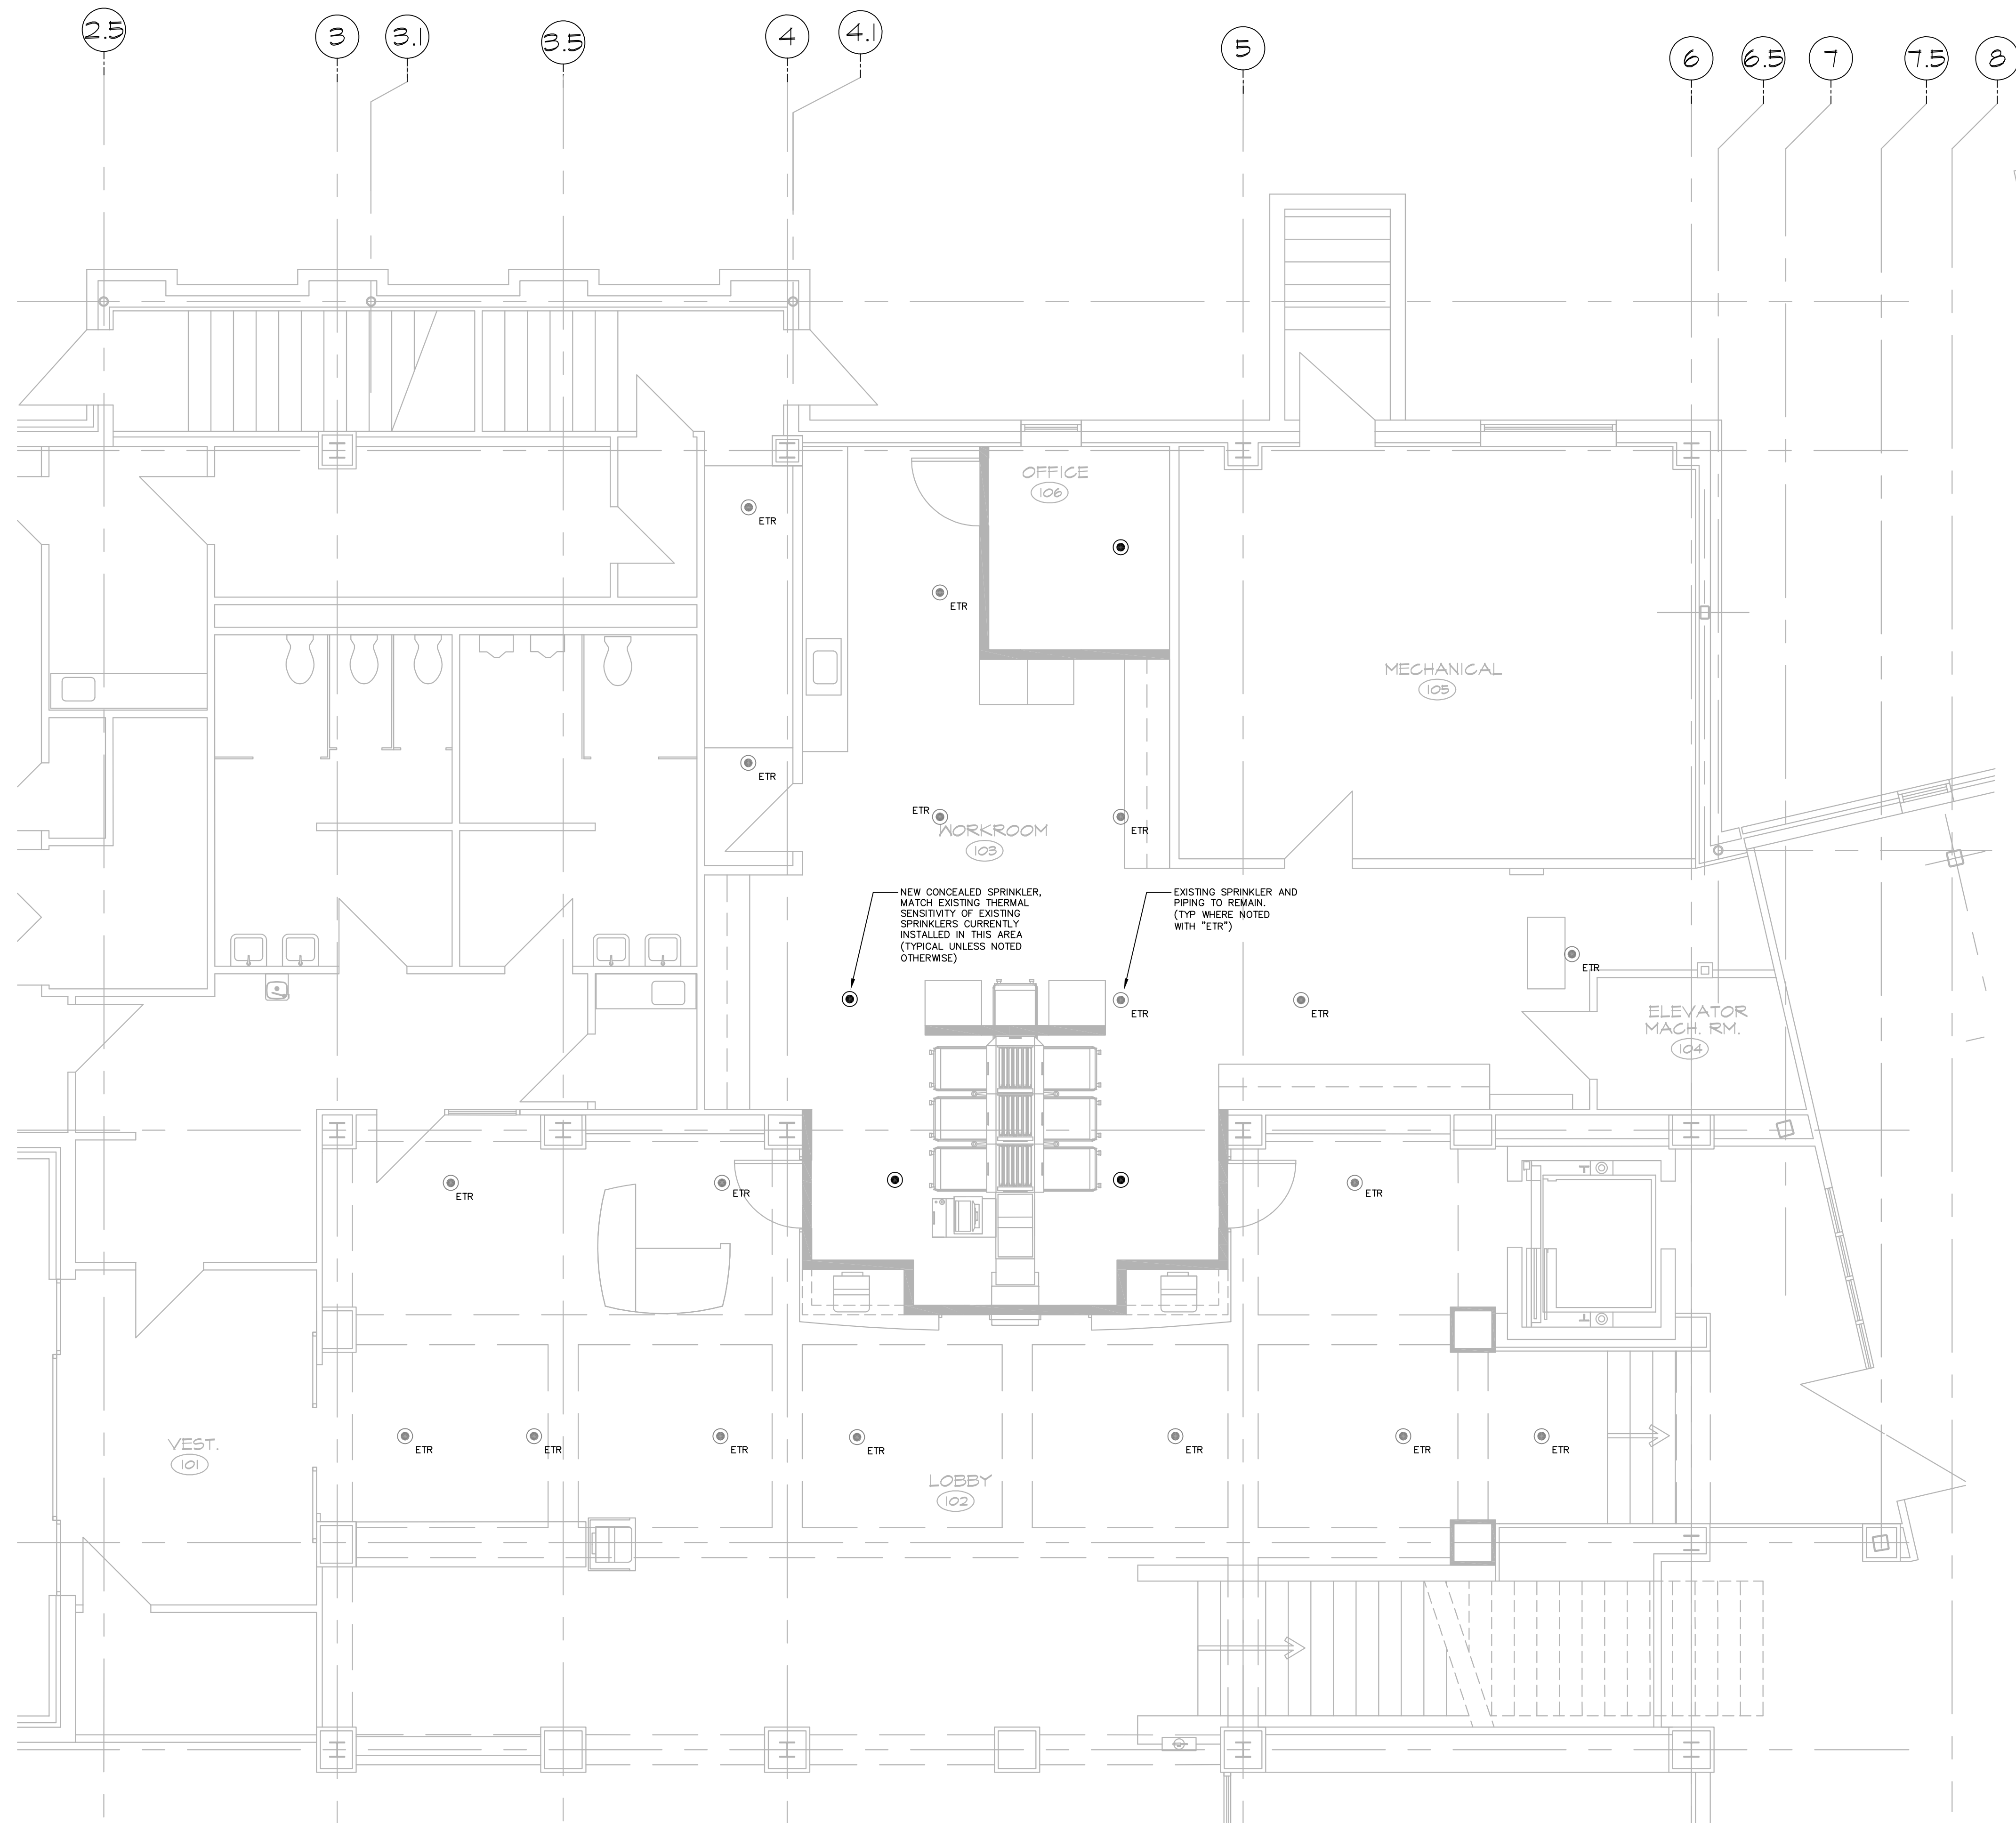 2.5
3
3.1
3.5
4
4.1
5
6
6.5
7
7.5
8
OFFICE
106
ETR
ETR
MECHANICAL
105
ETR
ETR
ETR
WORKROOM
103
NEW CONCEALED SPRINKLER,
MATCH EXISTING THERMAL
SENSITIVITY OF EXISTING
SPRINKLERS CURRENTLY
INSTALLED IN THIS AREA
(TYPICAL UNLESS NOTED
OTHERWISE)
EXISTING SPRINKLER AND
PIPING TO REMAIN.
(TYP WHERE NOTED
WITH "ETR")
ETR
ETR
ETR
ELEVATOR
MACH. RM.
104
ETR
ETR
ETR
VEST.
101
ETR
ETR
ETR
ETR
ETR
ETR
ETR
LOBBY
102